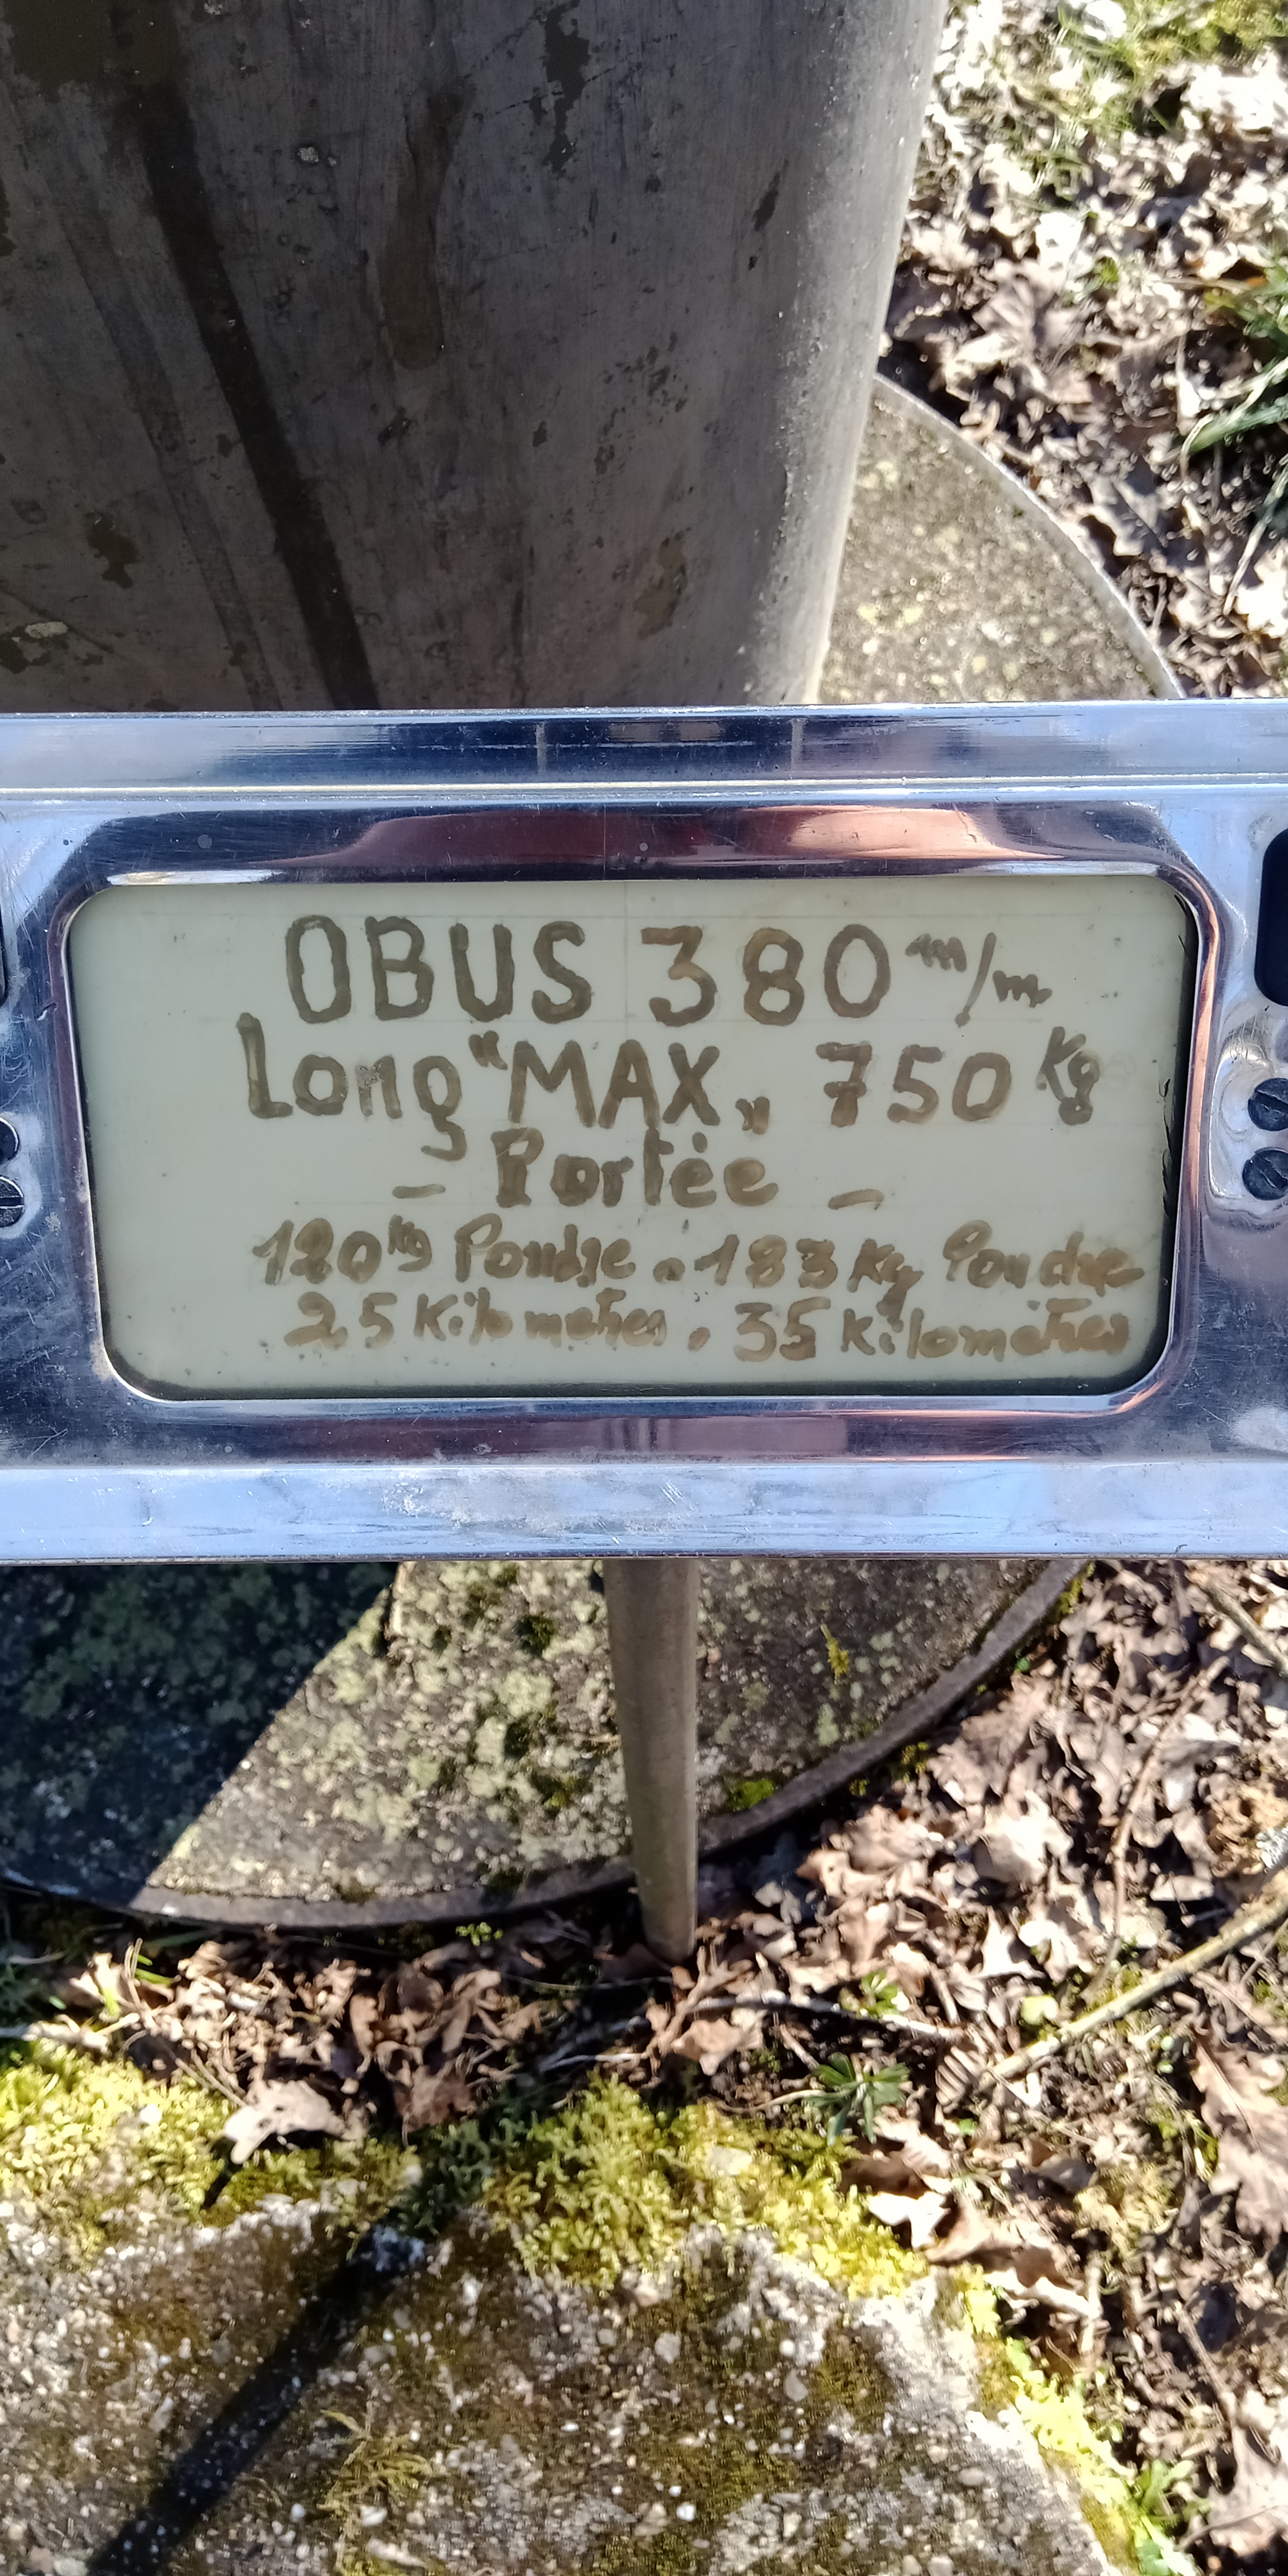 OBUS 380 m/m
Long "MAX„ 750 Kg
- Portée -
120 Kg Poudre . 183 Kg Poudre
25 Kilomètres . 35 Kilomètres